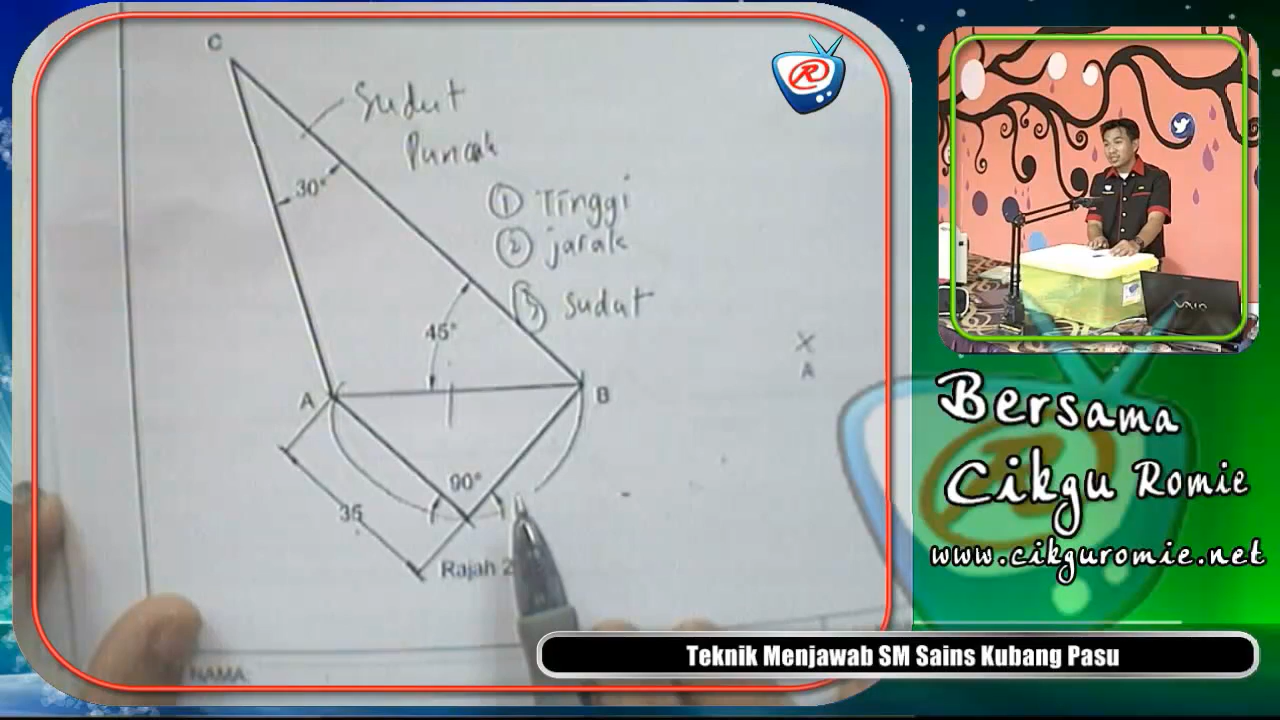 C
Sudut
Puncak
30°
① Tinggi
② jarak
③ Sudut
45°
A
B
X
A
90°
35
Rajah 2
NAMA:
R
VAIO
Bersama
Cikgu Romie
www.cikguromie.net
Teknik Menjawab SM Sains Kubang Pasu